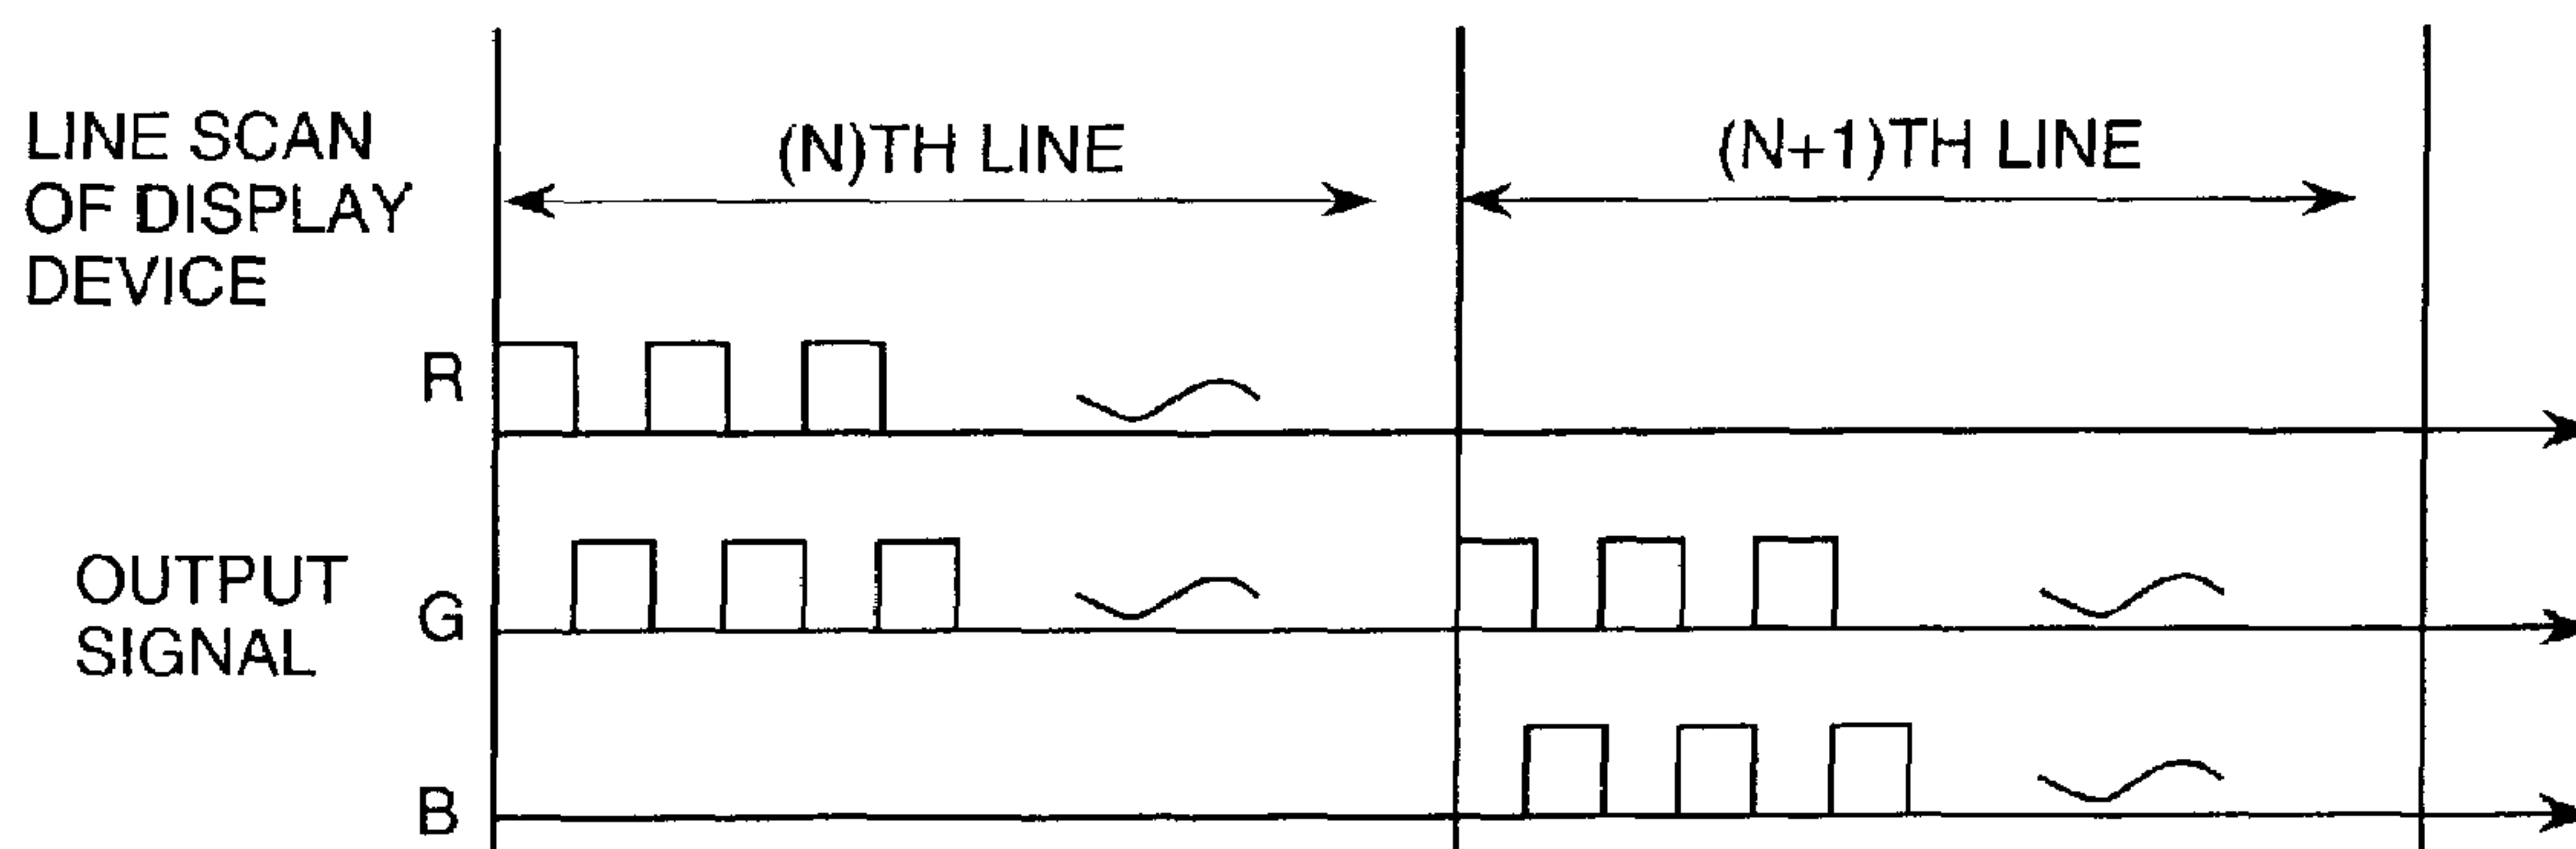 LINE SCAN
OF DISPLAY
DEVICE
(N)TH LINE
(N+1)TH LINE
R
OUTPUT
SIGNAL
G
B